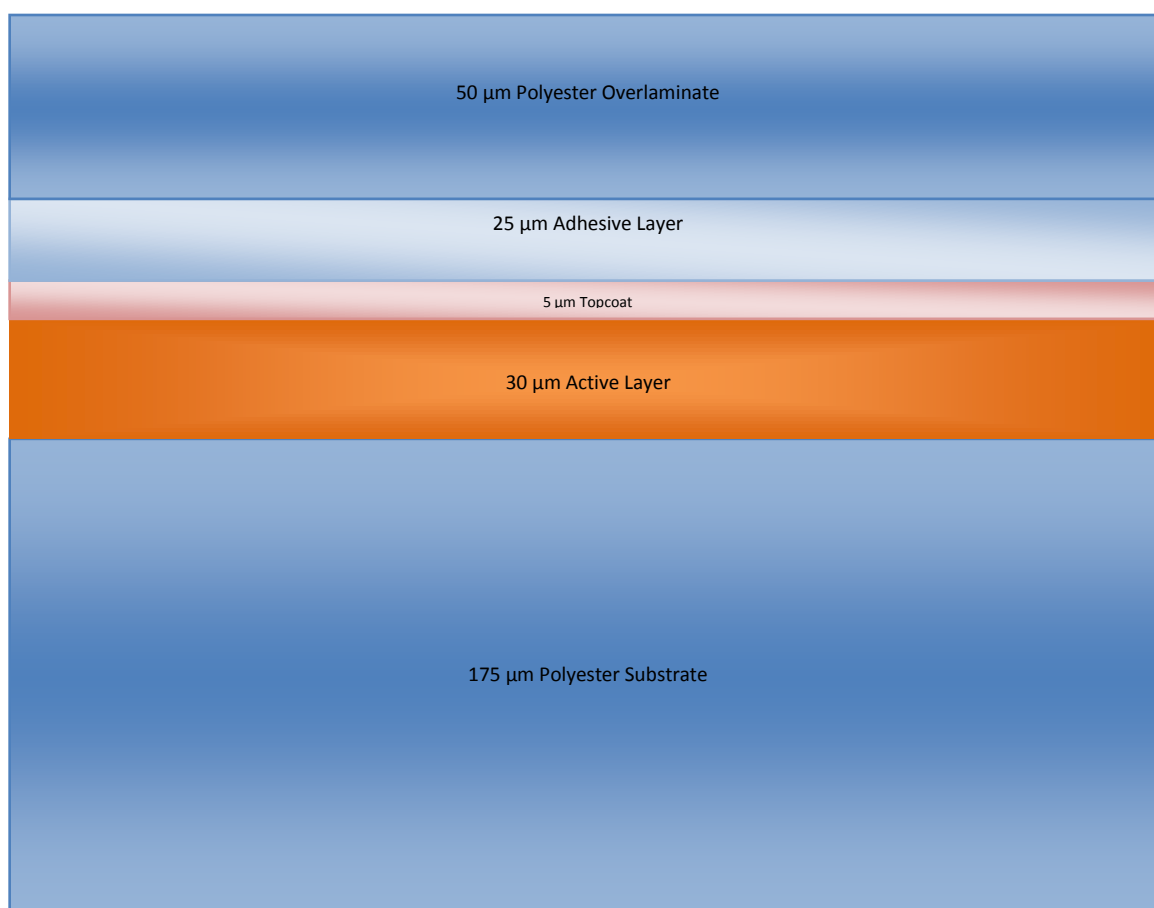 50 µm Polyester Overlaminate
25 µm Adhesive Layer
5 µm Topcoat
30 µm Active Layer
175 µm Polyester Substrate